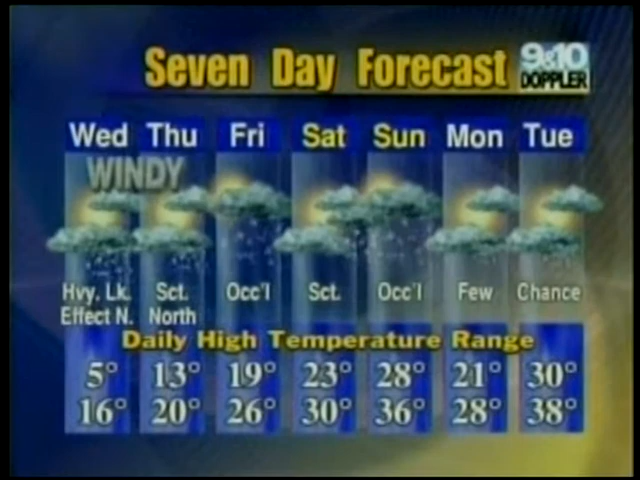 Seven Day Forecast
9&10
DOPPLER
Wed Thu Fri Sat Sun Mon Tue
WINDY
Hvy. Lk. Sct. Occ'l Sct. Occ'l Few Chance
Effect N. North
Daily High Temperature Range
5° 13° 19° 23° 28° 21° 30°
16° 20° 26° 30° 36° 28° 38°